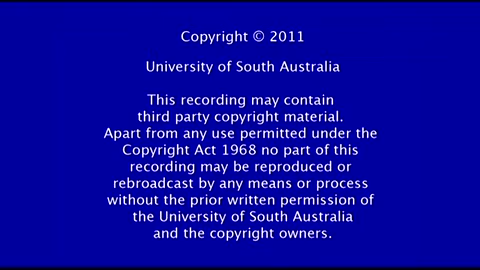 Copyright © 2011
University of South Australia
This recording may contain
third party copyright material.
Apart from any use permitted under the
Copyright Act 1968 no part of this
recording may be reproduced or
rebroadcast by any means or process
without the prior written permission of
the University of South Australia
and the copyright owners.